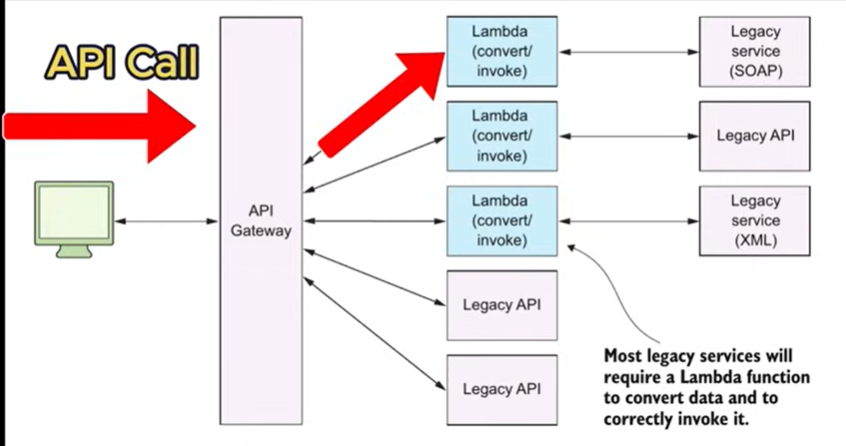 API Call
API
Gateway
Lambda
(convert/
invoke)
Legacy
service
(SOAP)
Lambda
(convert/
invoke)
Legacy API
Lambda
(convert/
invoke)
Legacy
service
(XML)
Legacy API
Legacy API
Most legacy services will
require a Lambda function
to convert data and to
correctly invoke it.